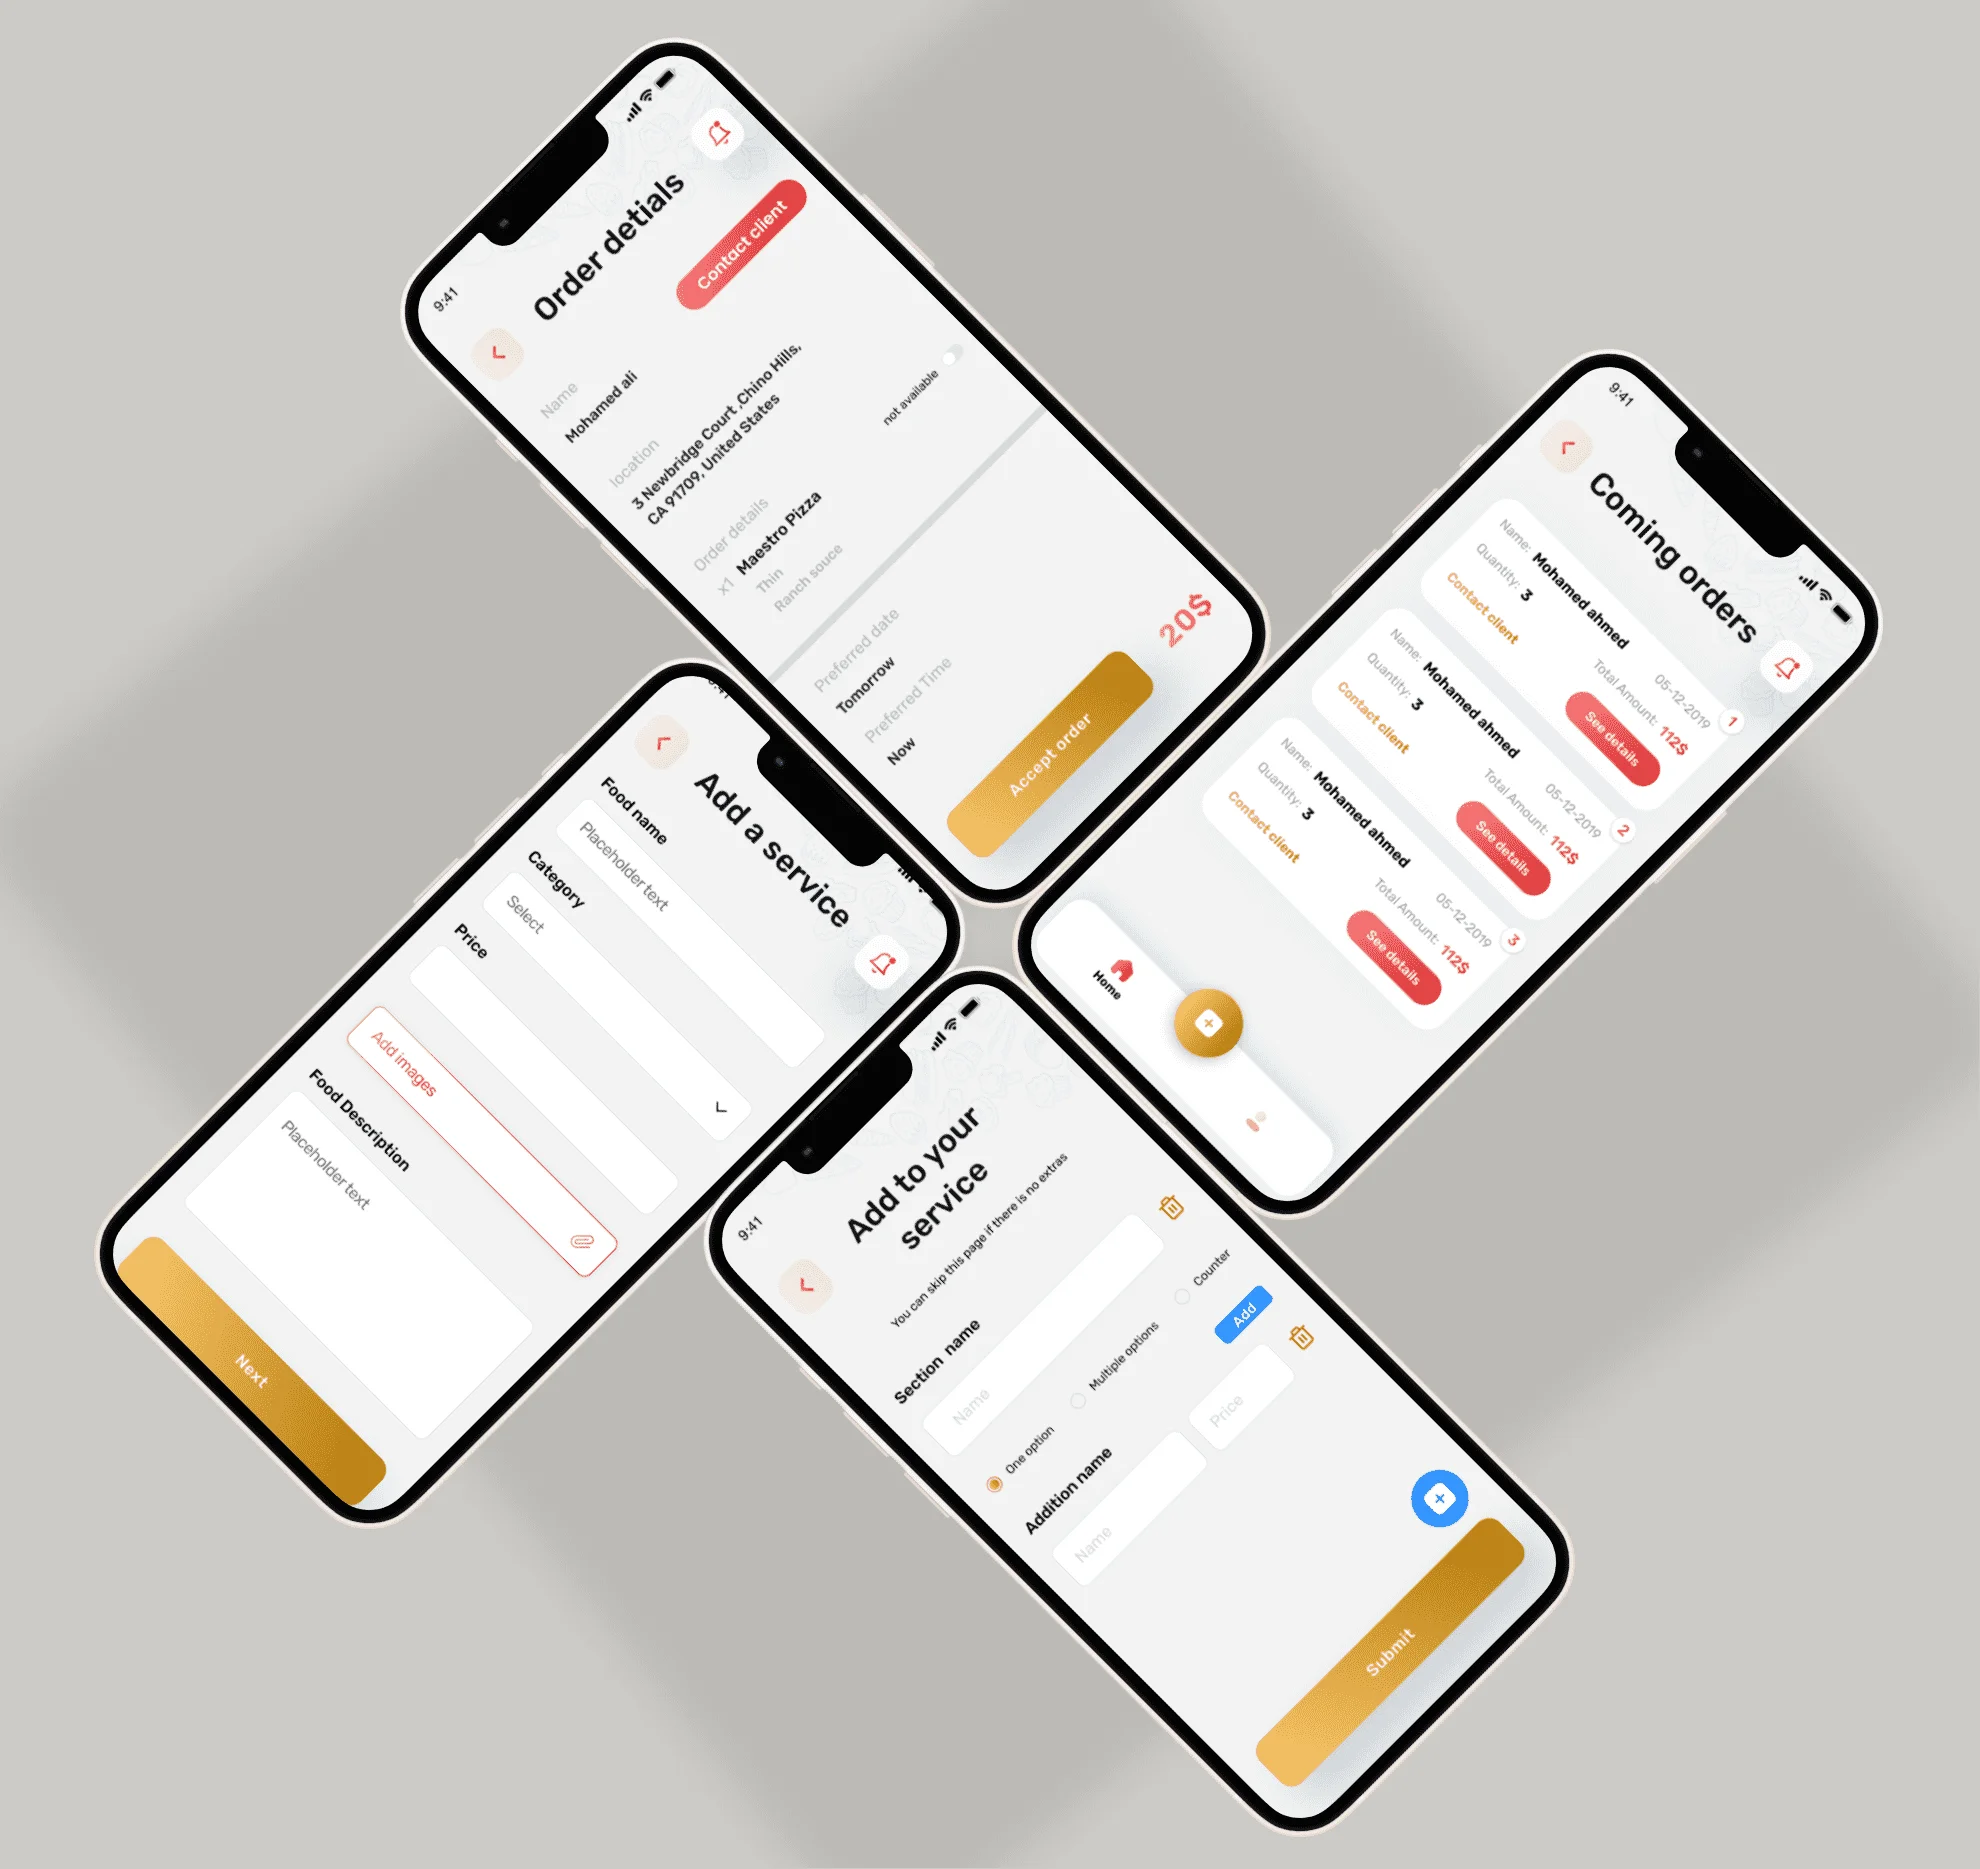 9:41
Order detials
Contact client
Name
Mohamed ali
location
3 Newbridge Court ,Chino Hills,
CA 91709, United States
not available
Order details
x1 Maestro Pizza
Thin
Ranch souce
Preferred date
Tomorrow
Preferred Time
Now
20$
Accept order
9:41
Coming orders
1
Name: Mohamed ahmed
05-12-2019
Quantity: 3
Total Amount: 112$
Contact client
See details
2
Name: Mohamed ahmed
05-12-2019
Quantity: 3
Total Amount: 112$
Contact client
See details
3
Name: Mohamed ahmed
05-12-2019
Quantity: 3
Total Amount: 112$
Contact client
See details
Home
9:41
Add a service
Food name
Placeholder text
Category
Select
Price
Add images
Food Description
Placeholder text
Next
9:41
Add to your
service
You can skip this page if there is no extras
Section name
Name
One option
Multiple options
Counter
Add
Addition name
Name
Price
Submit